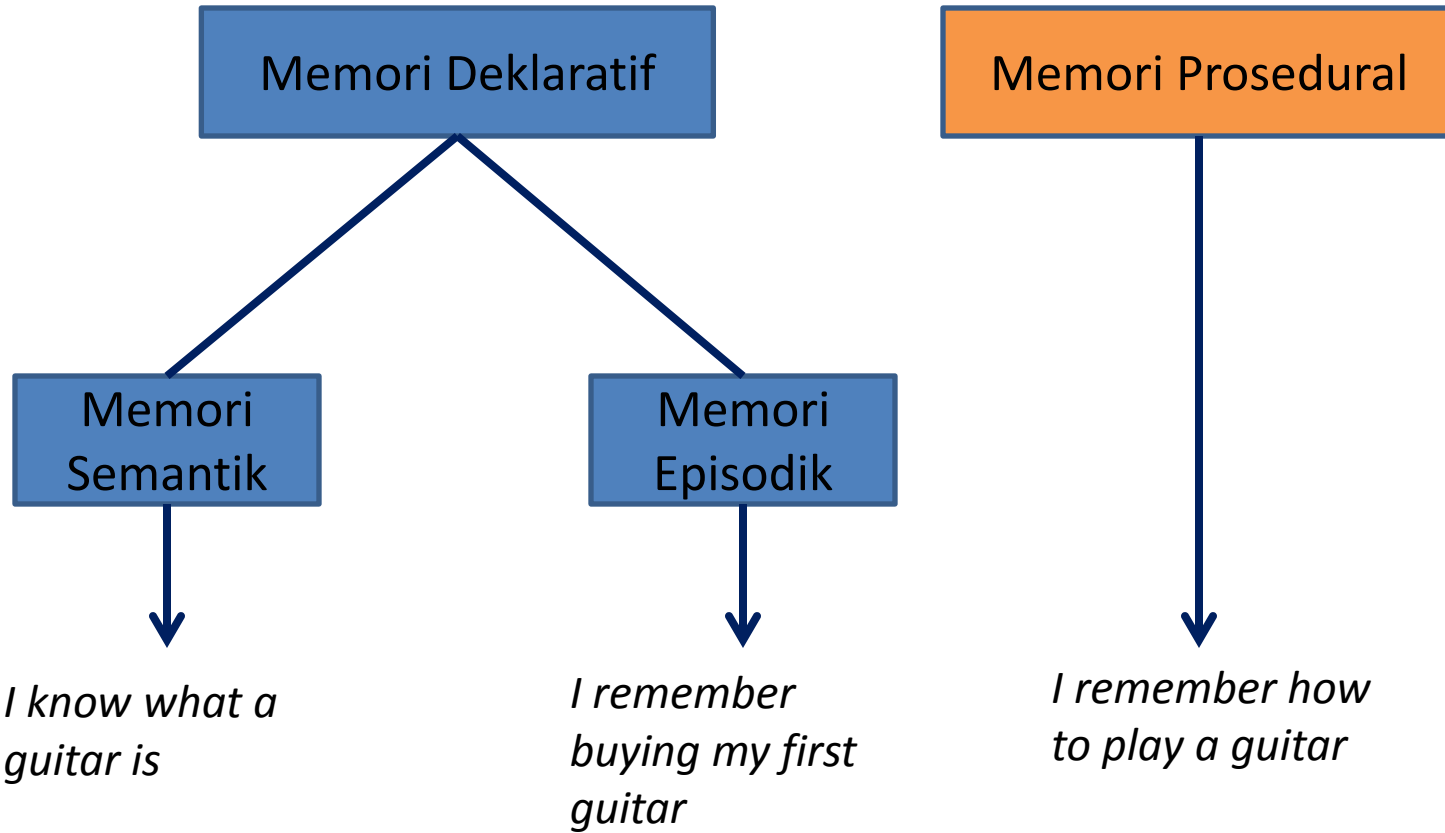 Memori Deklaratif
Memori Prosedural
Memori
Semantik
Memori
Episodik
I know what a
guitar is
I remember
buying my first
guitar
I remember how
to play a guitar